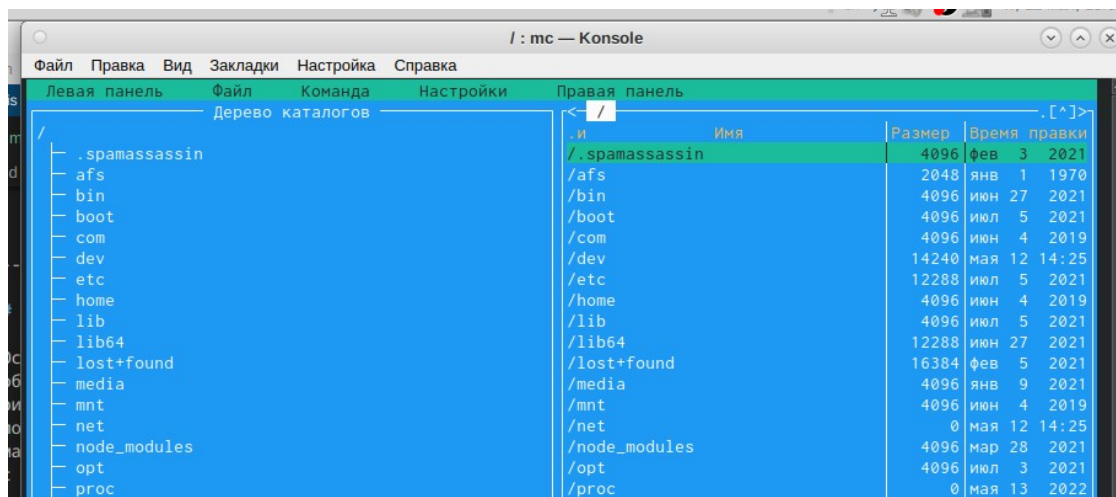 / : mc — Konsole
Файл Правка Вид Закладки Настройка Справка
Левая панель Файл Команда Настройки Правая панель
Дерево каталогов <─ / .[^]>
/ .и Имя Размер Время правки
.spamassassin /.spamassassin 4096 фев 3 2021
afs /afs 2048 янв 1 1970
bin /bin 4096 июн 27 2021
boot /boot 4096 июл 5 2021
com /com 4096 июн 4 2019
dev /dev 14240 мая 12 14:25
etc /etc 12288 июл 5 2021
home /home 4096 июн 4 2019
lib /lib 4096 июл 5 2021
lib64 /lib64 12288 июн 27 2021
lost+found /lost+found 16384 фев 5 2021
media /media 4096 янв 9 2021
mnt /mnt 4096 июн 4 2019
net /net 0 мая 12 14:25
node_modules /node_modules 4096 мар 28 2021
opt /opt 4096 июл 3 2021
proc /proc 0 мая 13 2022